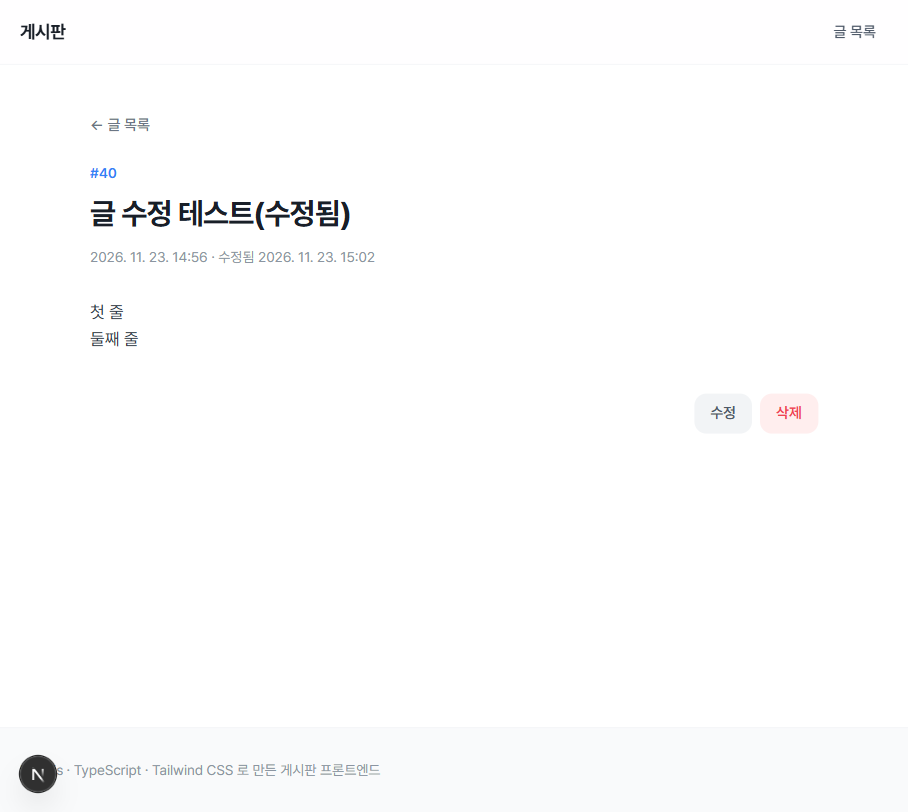 게시판
글 목록
← 글 목록
#40
글 수정 테스트(수정됨)
2026. 11. 23. 14:56 · 수정됨 2026. 11. 23. 15:02
첫 줄
둘째 줄
수정
삭제
N
s · TypeScript · Tailwind CSS 로 만든 게시판 프론트엔드